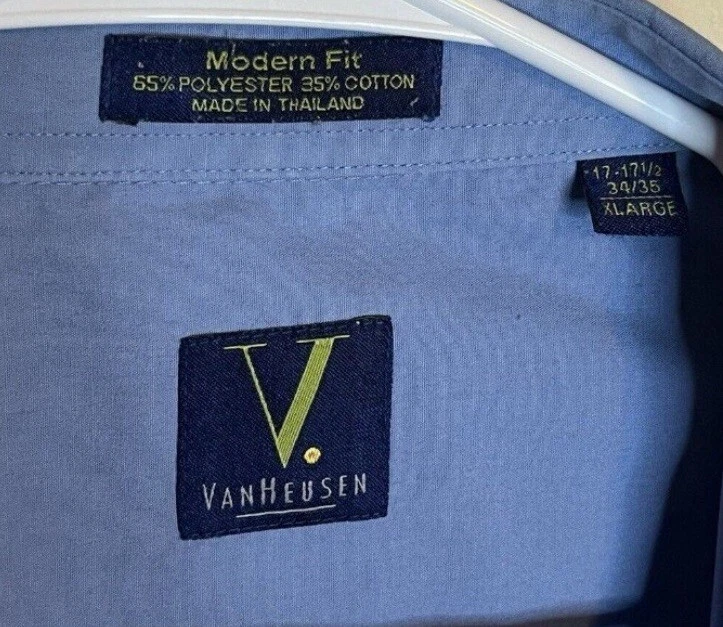 Modern Fit
65% POLYESTER 35% COTTON
MADE IN THAILAND
17-17 1/2
34/35
XLARGE
V.
VANHEUSEN